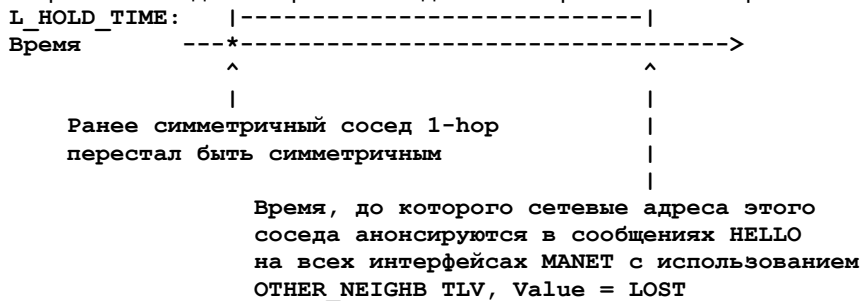 L_HOLD_TIME:   |----------------------------|
Время       ---*---------------------------------->
^                            ^
|                            |
Ранее симметричный сосед 1-hop          |
перестал быть симметричным              |
|
Время, до которого сетевые адреса этого
соседа анонсируются в сообщениях HELLO
на всех интерфейсах MANET с использованием
OTHER_NEIGHB TLV, Value = LOST